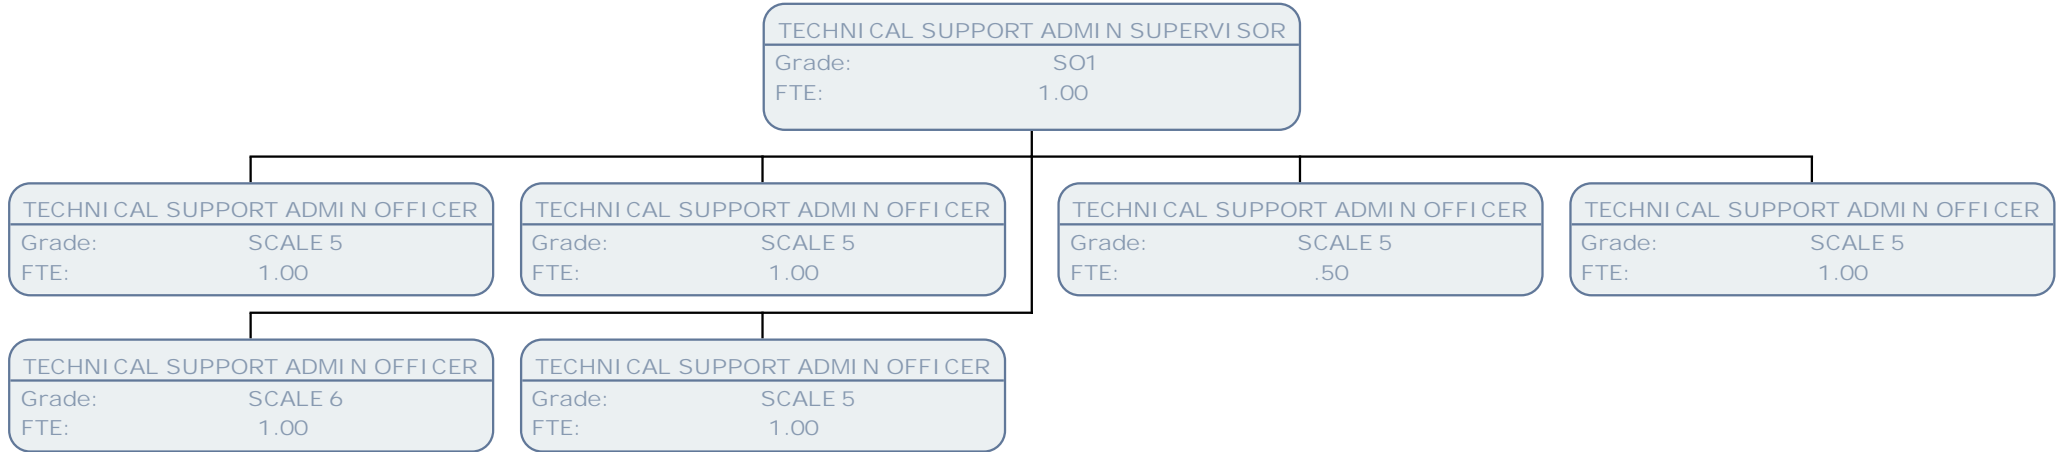 TECHNICAL SUPPORT ADMIN SUPERVISOR
Grade: SO1
FTE: 1.00
TECHNICAL SUPPORT ADMIN OFFICER
Grade: SCALE 5
FTE: 1.00
TECHNICAL SUPPORT ADMIN OFFICER
Grade: SCALE 5
FTE: 1.00
TECHNICAL SUPPORT ADMIN OFFICER
Grade: SCALE 5
FTE: .50
TECHNICAL SUPPORT ADMIN OFFICER
Grade: SCALE 5
FTE: 1.00
TECHNICAL SUPPORT ADMIN OFFICER
Grade: SCALE 6
FTE: 1.00
TECHNICAL SUPPORT ADMIN OFFICER
Grade: SCALE 5
FTE: 1.00